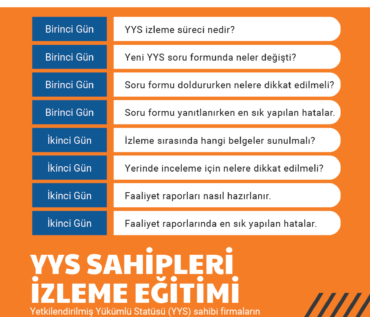 Birinci Gün YYS izleme süreci nedir?
Birinci Gün Yeni YYS soru formunda neler değişti?
Birinci Gün Soru formu doldururken nelere dikkat edilmeli?
Birinci Gün Soru formu yanıtlanırken en sık yapılan hatalar.
İkinci Gün İzleme sırasında hangi belgeler sunulmalı?
İkinci Gün Yerinde inceleme için nelere dikkat edilmeli?
İkinci Gün Faaliyet raporları nasıl hazırlanır.
İkinci Gün Faaliyet raporlarında en sık yapılan hatalar.
YYS SAHİPLERİ
İZLEME EĞİTİMİ
Yetkilendirilmiş Yükümlü Statüsü (YYS) sahibi firmaların